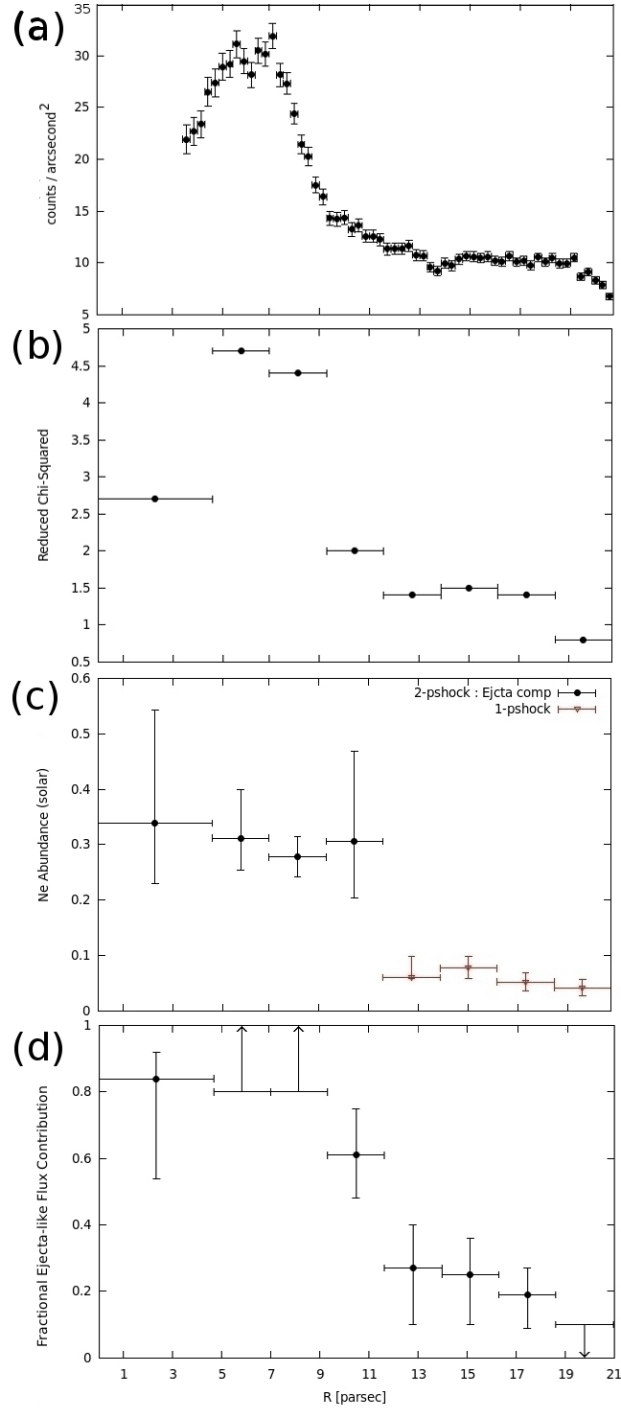 (a)
35
30
25
20
15
10
5
counts / arcsecond2
(b)
5
4.5
4
3.5
3
2.5
2
1.5
1
0.5
Reduced Chi-Squared
(c)
0.6
0.5
0.4
0.3
0.2
0.1
0
Ne Abundance (solar)
2-pshock : Ejcta comp
1-pshock
(d)
1
0.8
0.6
0.4
0.2
0
Fractional Ejecta-like Flux Contribution
1 3 5 7 9 11 13 15 17 19 21
R [parsec]